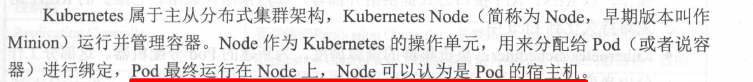 Kubernetes 属于主从分布式集群架构，Kubernetes Node（简称为 Node，早期版本叫作
Minion）运行并管理容器。Node 作为 Kubernetes 的操作单元，用来分配给 Pod（或者说容
器）进行绑定，Pod 最终运行在 Node 上，Node 可以认为是 Pod 的宿主机。